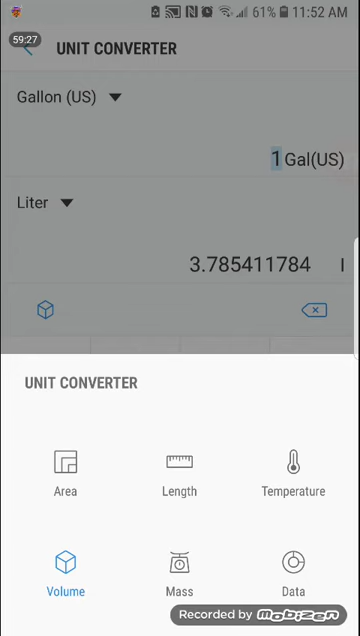 61% 11:52 AM
59:27
UNIT CONVERTER
Gallon (US)
1 Gal(US)
Liter
3.785411784 l
UNIT CONVERTER
Area Length Temperature
Volume Mass Data
Recorded by MOBIZEN